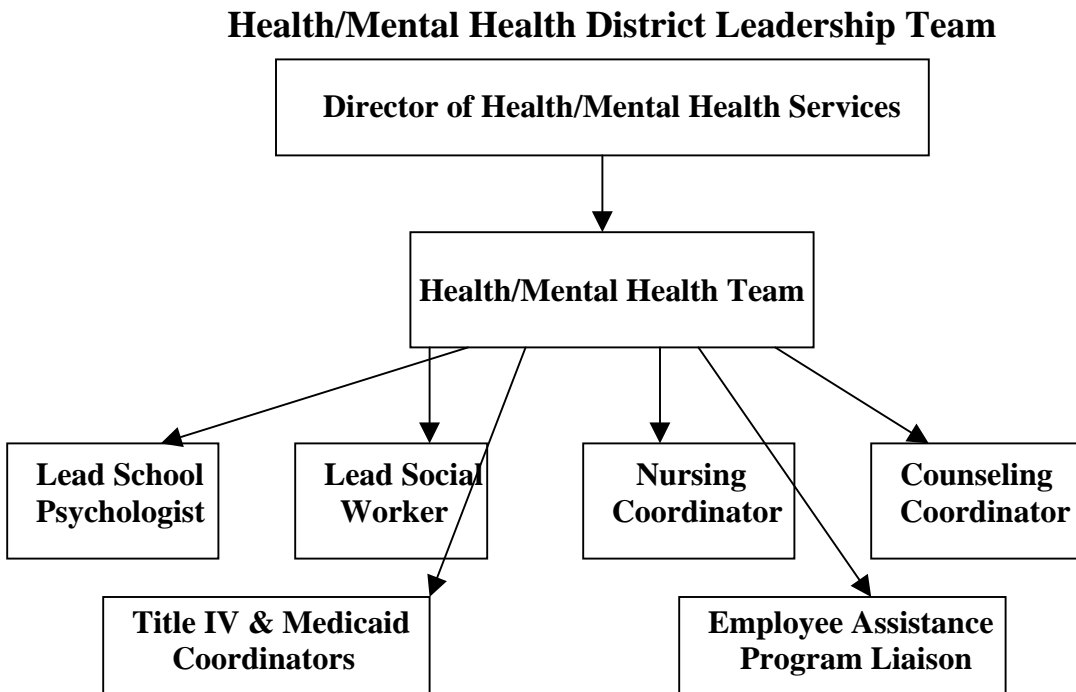 Health/Mental Health District Leadership Team
Director of Health/Mental Health Services
Health/Mental Health Team
Lead School
Psychologist
Lead Social
Worker
Nursing
Coordinator
Counseling
Coordinator
Title IV & Medicaid
Coordinators
Employee Assistance
Program Liaison